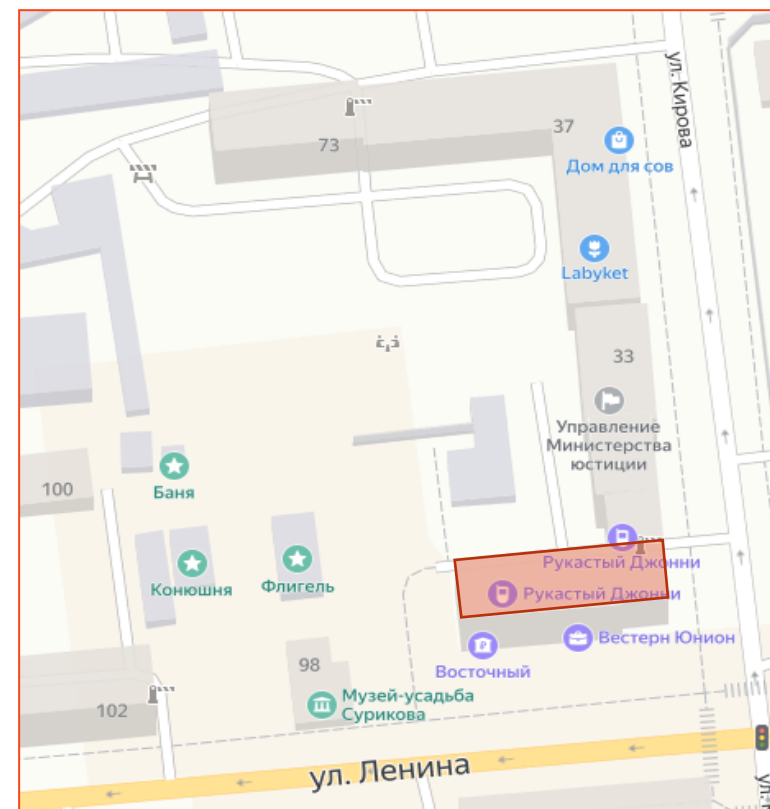 ул. Кирова
37
73
Дом для сов
Labyket
33
Управление
Министерства
юстиции
100
Баня
Рукастый Джонни
Конюшня
Флигель
Рукастый Джонни
Вестерн Юнион
Восточный
98
Музей-усадьба
Сурикова
102
ул. Ленина